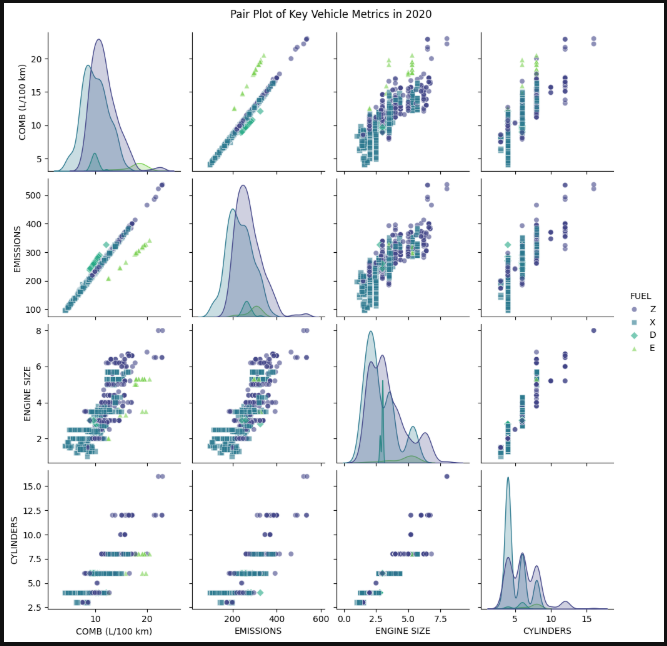 Pair Plot of Key Vehicle Metrics in 2020
COMB (L/100 km)
20
15
10
5
EMISSIONS
500
400
300
200
100
ENGINE SIZE
8
6
4
2
CYLINDERS
15.0
12.5
10.0
7.5
5.0
2.5
10 20
200 400 600
0.0 2.5 5.0 7.5
5 10 15
COMB (L/100 km) EMISSIONS ENGINE SIZE CYLINDERS
FUEL
Z
X
D
E